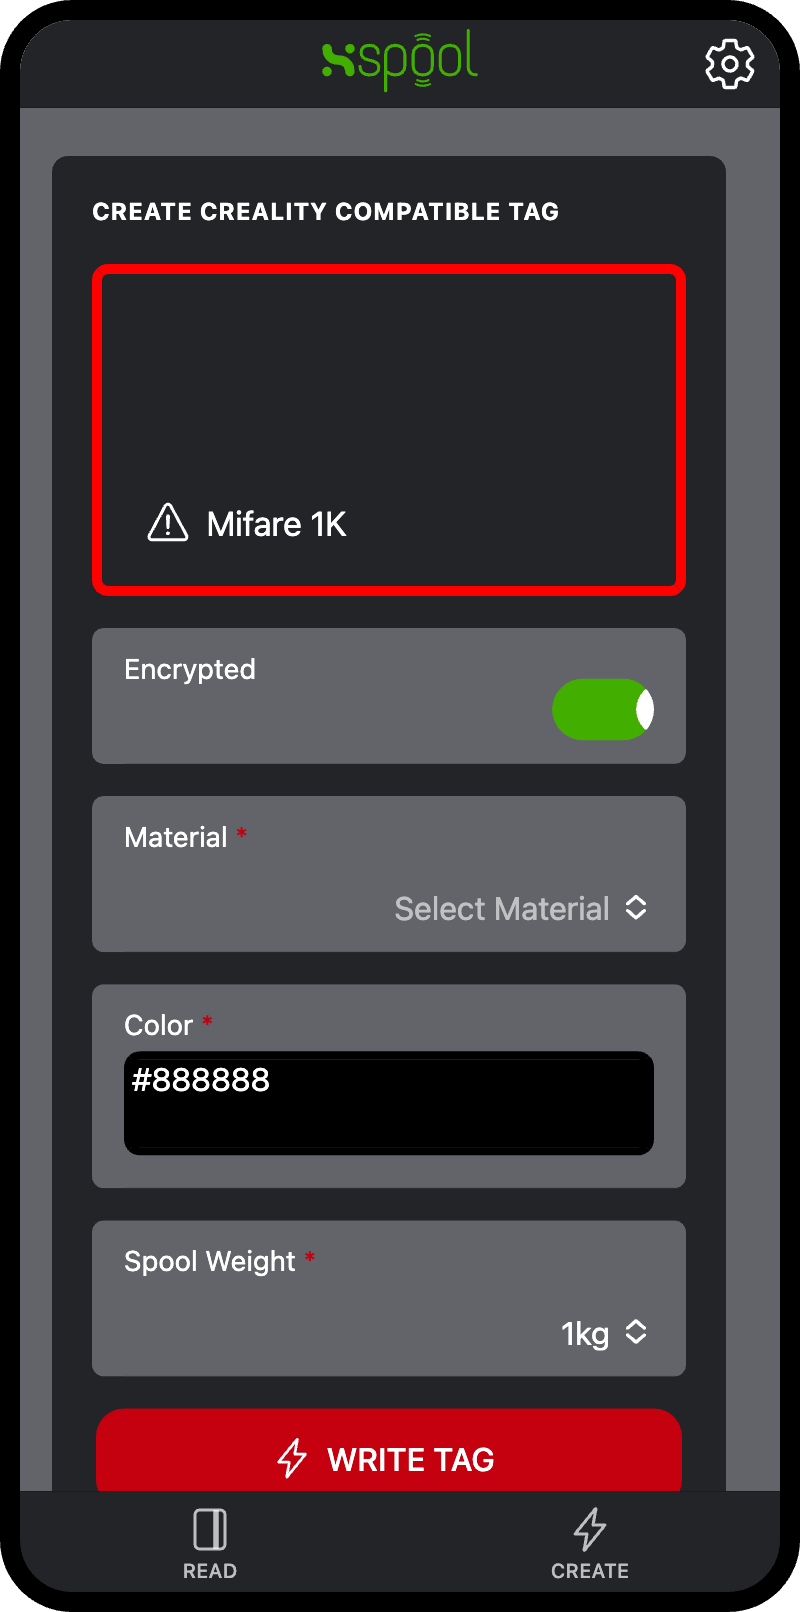 spool
CREATE CREALITY COMPATIBLE TAG
Mifare 1K
Encrypted
Material *
Select Material
Color *
#888888
Spool Weight *
1kg
WRITE TAG
READ
CREATE